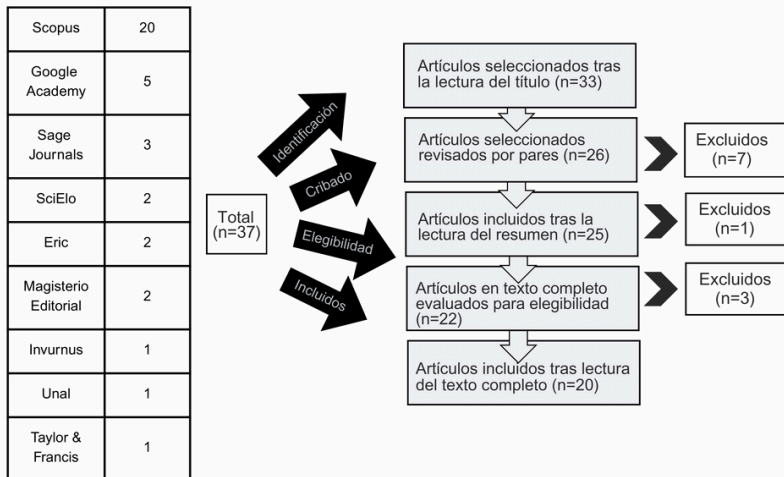 Scopus 20
Google
Academy 5
Sage
Journals 3
SciElo 2
Eric 2
Magisterio
Editorial 2
Invurnus 1
Unal 1
Taylor &
Francis 1
Total
(n=37)
Identificación
Cribado
Elegibilidad
Incluidos
Artículos seleccionados tras
la lectura del título (n=33)
Artículos seleccionados
revisados por pares (n=26)
Excluidos
(n=7)
Artículos incluidos tras la
lectura del resumen (n=25)
Excluidos
(n=1)
Artículos en texto completo
evaluados para elegibilidad
(n=22)
Excluidos
(n=3)
Artículos incluidos tras lectura
del texto completo (n=20)